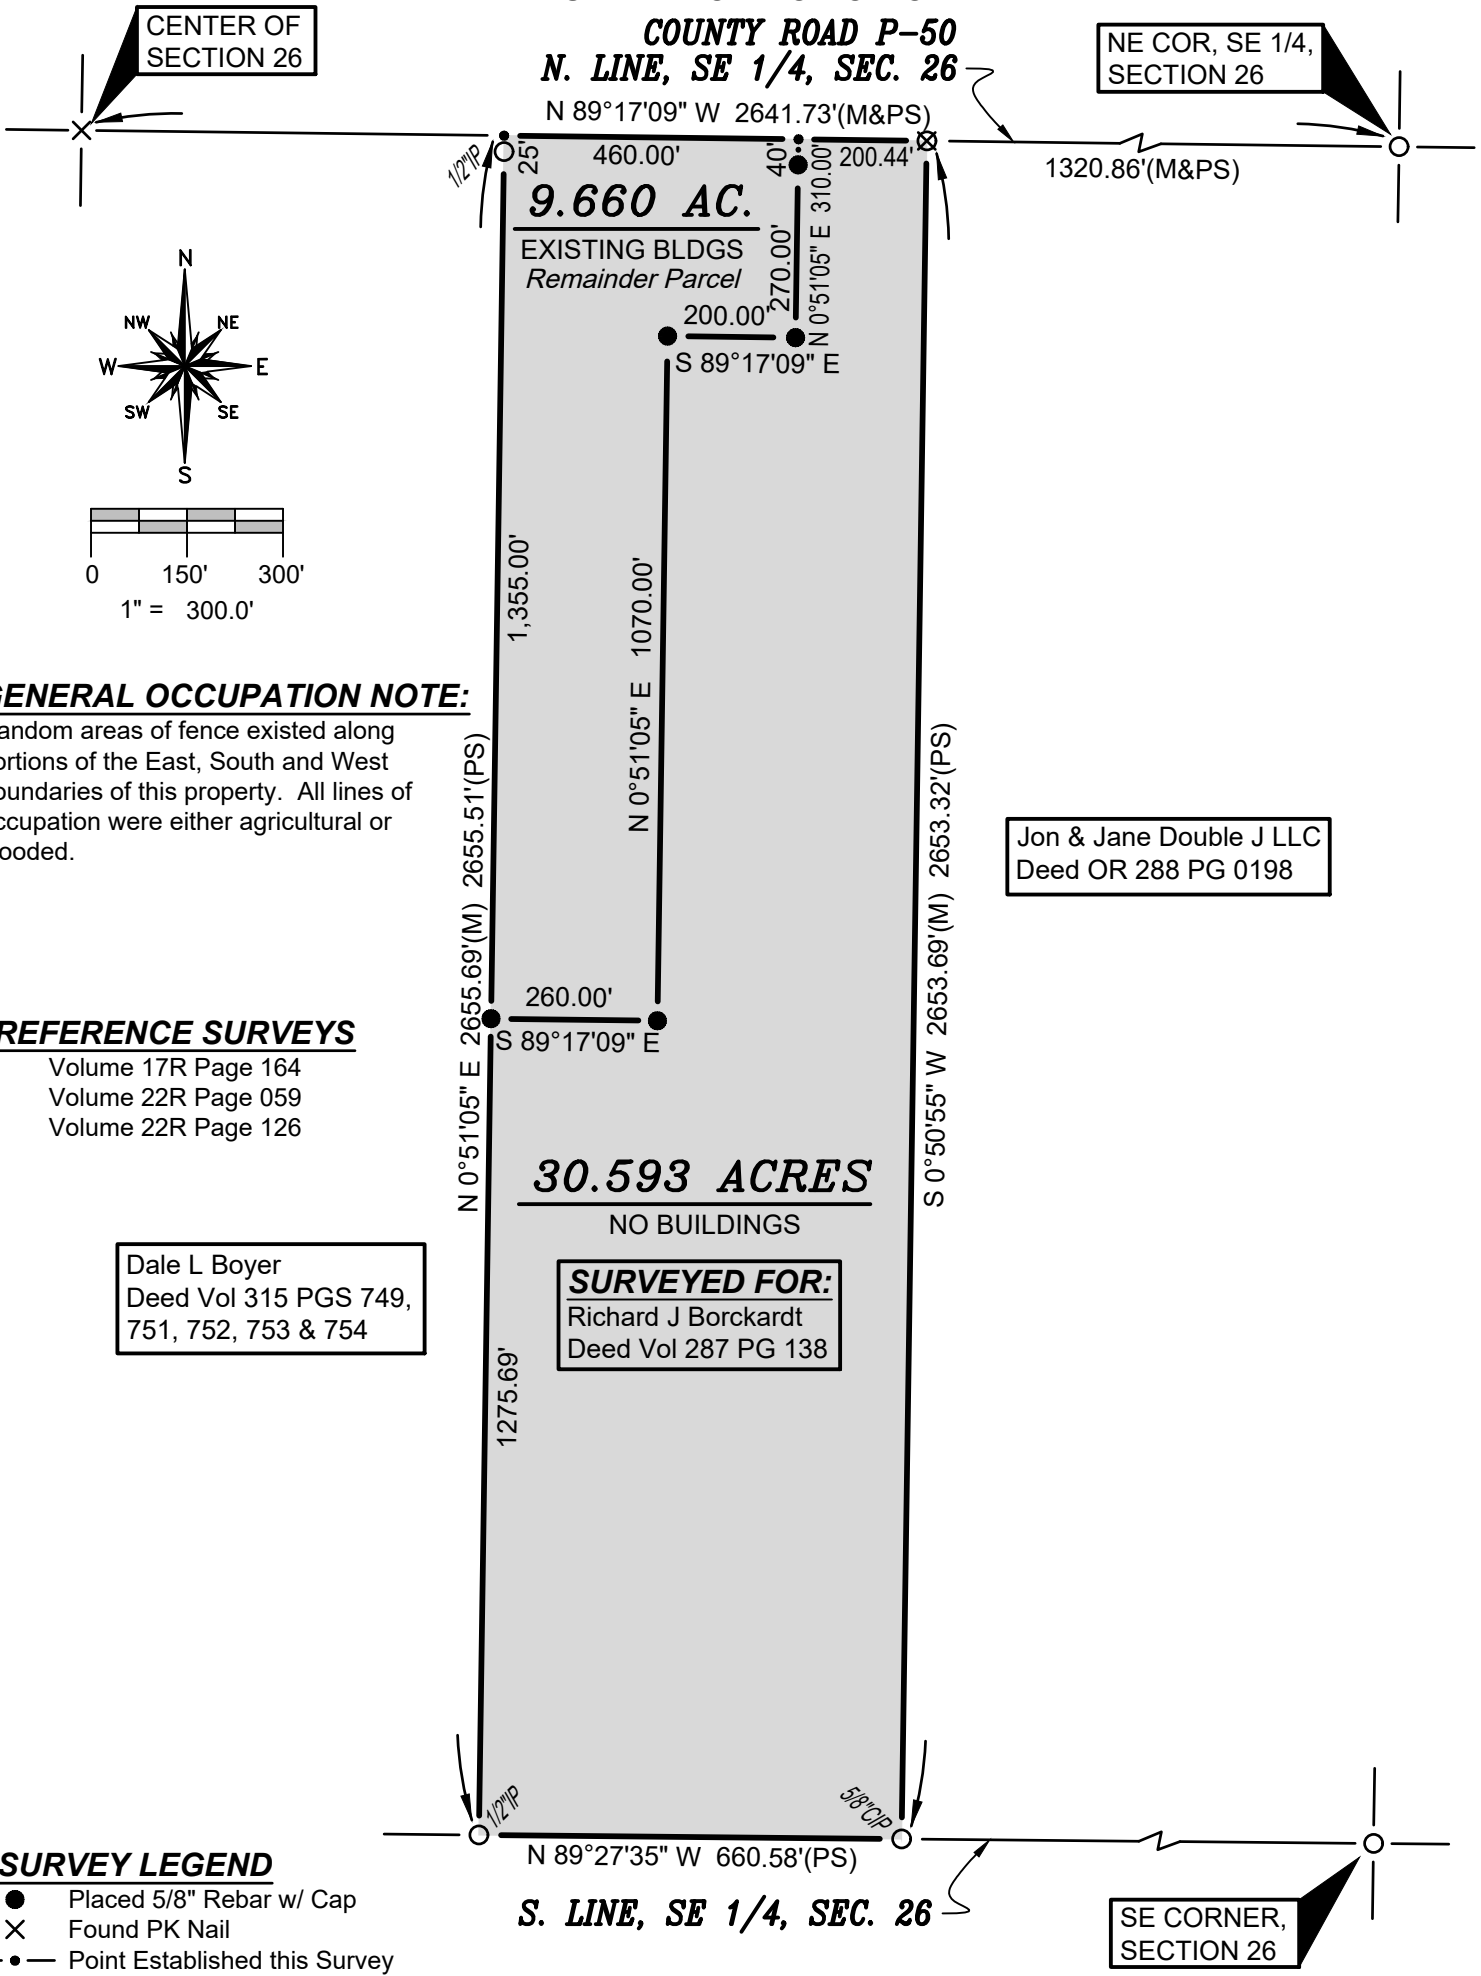 CENTER OF
SECTION 26
COUNTY ROAD P-50
N. LINE, SE 1/4, SEC. 26
NE COR, SE 1/4,
SECTION 26
N 89°17'09" W 2641.73'(M&PS)
1/2"IP
25'
460.00'
40'
200.44'
1320.86'(M&PS)
9.660 AC.
EXISTING BLDGS
Remainder Parcel
270.00'
N 0°51'05" E 310.00'
200.00'
S 89°17'09" E
N
NW
NE
W
E
SW
SE
S
0 150' 300'
1" = 300.0'
1,355.00'
N 0°51'05" E 1070.00'
GENERAL OCCUPATION NOTE:
andom areas of fence existed along
ortions of the East, South and West
oundaries of this property. All lines of
ccupation were either agricultural or
ooded.
N 0°51'05" E 2655.69'(M) 2655.51'(PS)
S 0°50'55" W 2653.69'(M) 2653.32'(PS)
Jon & Jane Double J LLC
Deed OR 288 PG 0198
260.00'
S 89°17'09" E
REFERENCE SURVEYS
Volume 17R Page 164
Volume 22R Page 059
Volume 22R Page 126
30.593 ACRES
NO BUILDINGS
Dale L Boyer
Deed Vol 315 PGS 749,
751, 752, 753 & 754
SURVEYED FOR:
Richard J Borckardt
Deed Vol 287 PG 138
1275.69'
1/2"IP
5/8"CIP
N 89°27'35" W 660.58'(PS)
S. LINE, SE 1/4, SEC. 26
SE CORNER,
SECTION 26
SURVEY LEGEND
Placed 5/8" Rebar w/ Cap
Found PK Nail
Point Established this Survey